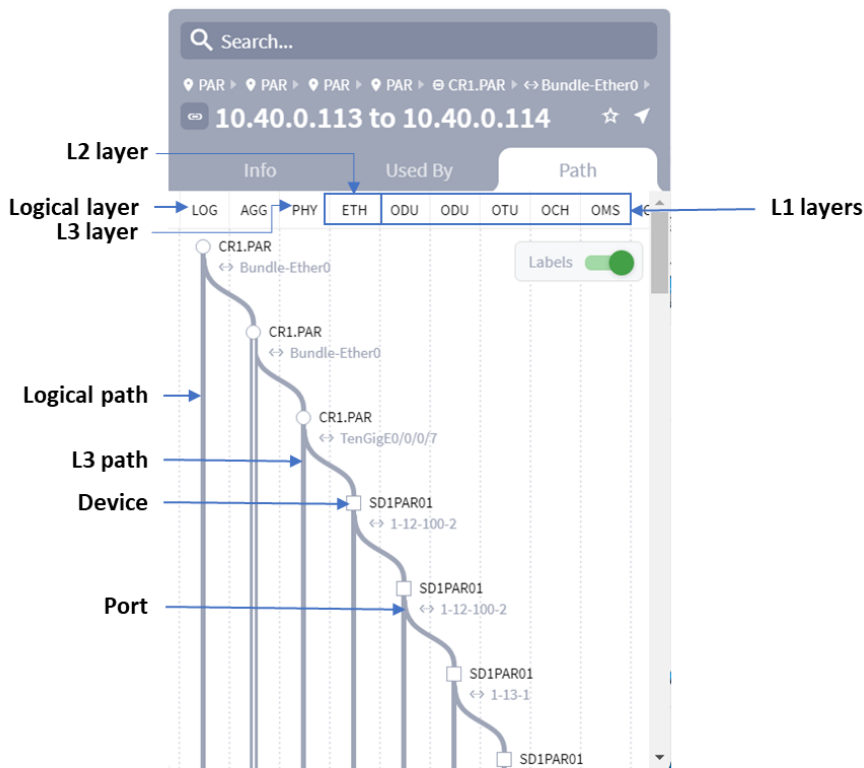 Search...
PAR PAR PAR PAR CR1.PAR Bundle-Ether0
10.40.0.113 to 10.40.0.114
L2 layer
Info Used By Path
Logical layer
LOG AGG PHY ETH ODU ODU OTU OCH OMS
L1 layers
L3 layer
CR1.PAR
Labels
Bundle-Ether0
CR1.PAR
Bundle-Ether0
Logical path
CR1.PAR
TenGigE0/0/0/7
L3 path
Device
SD1PAR01
1-12-100-2
SD1PAR01
Port
1-12-100-2
SD1PAR01
1-13-1
SD1PAR01